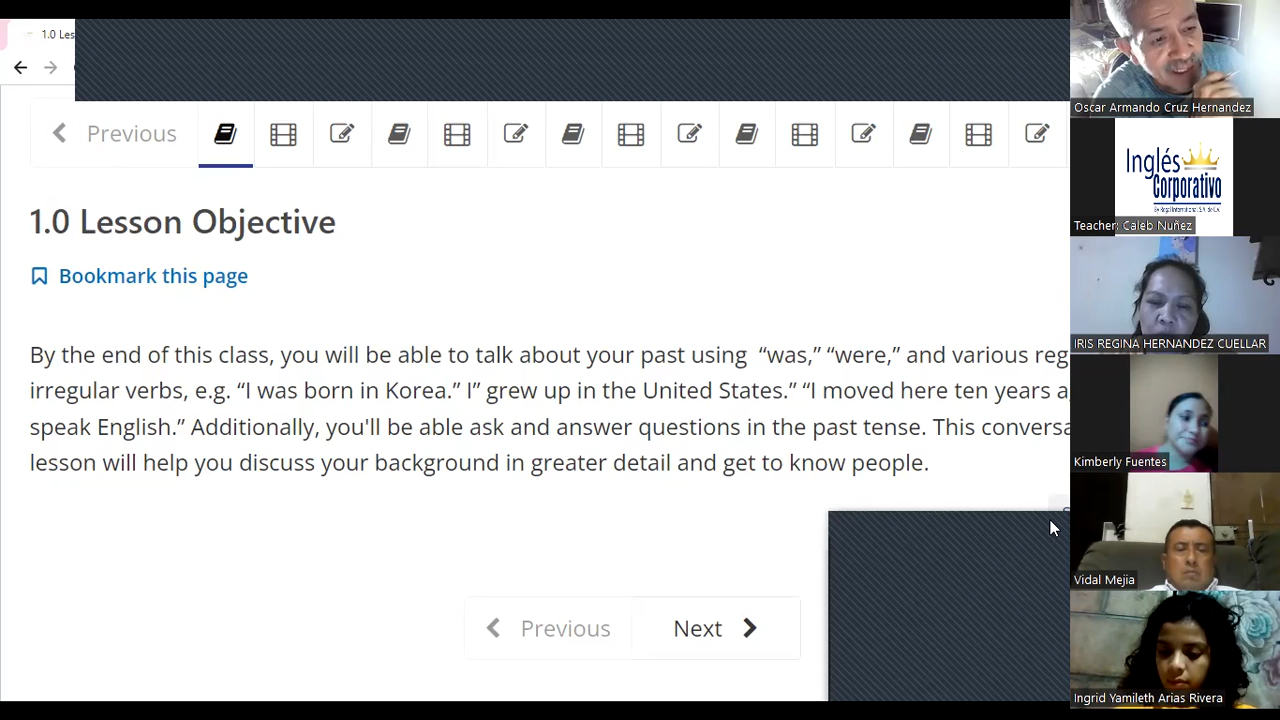 1.0 Les
Previous
1.0 Lesson Objective
Bookmark this page
By the end of this class, you will be able to talk about your past using “was,” “were,” and various reg
irregular verbs, e.g. “I was born in Korea.” I” grew up in the United States.” “I moved here ten years a
speak English.” Additionally, you'll be able ask and answer questions in the past tense. This conversa
lesson will help you discuss your background in greater detail and get to know people.
Previous
Next
Oscar Armando Cruz Hernandez
Inglés
Corporativo
Teacher: Caleb Nuñez
IRIS REGINA HERNANDEZ CUELLAR
Kimberly Fuentes
Vidal Mejia
Ingrid Yamileth Arias Rivera